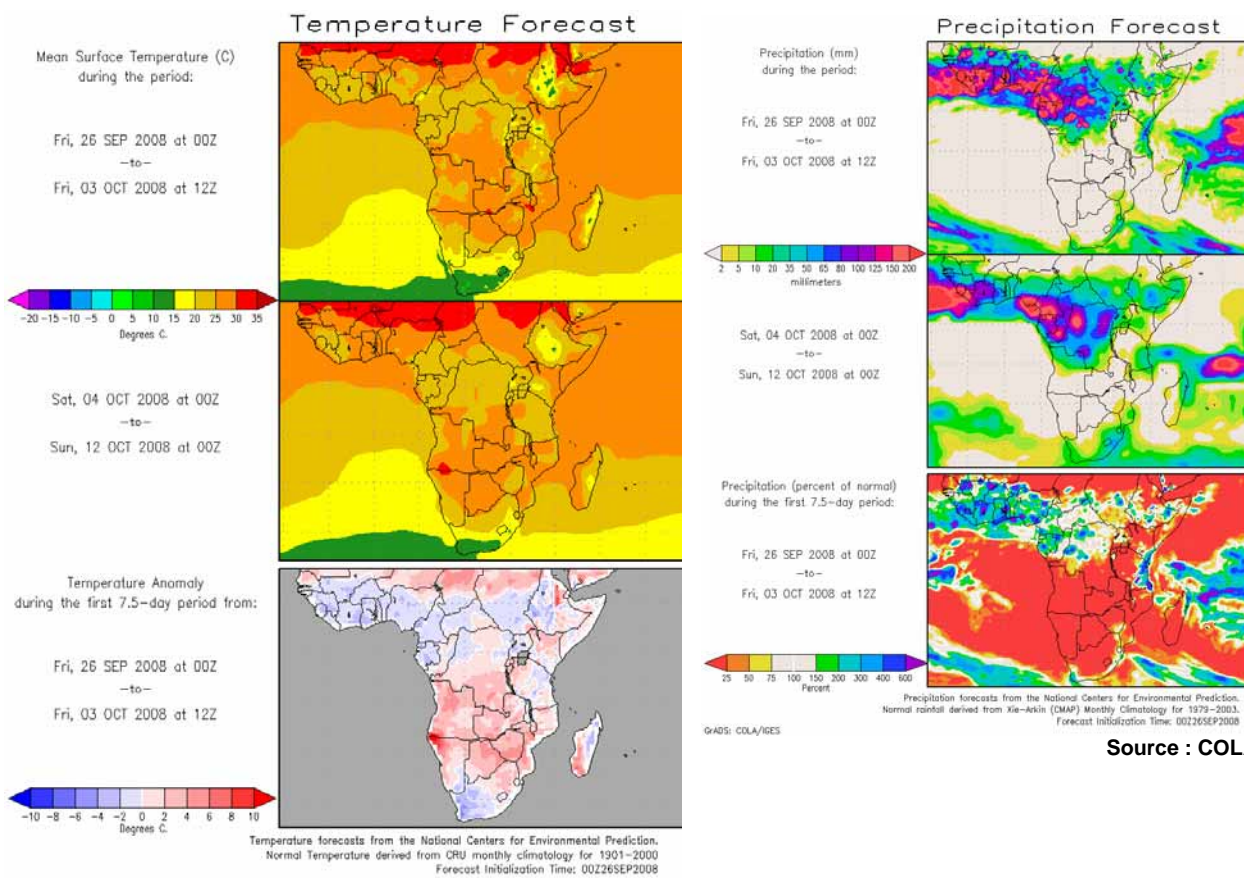 Temperature Forecast
Mean Surface Temperature (C)
during the period:
Fri, 26 SEP 2008 at 00Z
-to-
Fri, 03 OCT 2008 at 12Z
-20 -15 -10 -5 0 5 10 15 20 25 30 35
Degrees C.
Sat, 04 OCT 2008 at 00Z
-to-
Sun, 12 OCT 2008 at 00Z
Temperature Anomaly
during the first 7.5-day period from:
Fri, 26 SEP 2008 at 00Z
-to-
Fri, 03 OCT 2008 at 12Z
-10 -8 -6 -4 -2 0 2 4 6 8 10
Degrees C.
Temperature forecasts from the National Centers for Environmental Prediction.
Normal Temperature derived from CRU monthly climatology for 1901-2000
Forecast Initialization Time: 00Z26SEP2008
Precipitation Forecast
Precipitation (mm)
during the period:
Fri, 26 SEP 2008 at 00Z
-to-
Fri, 03 OCT 2008 at 12Z
2 5 10 20 35 50 65 80 100 125 150 200
millimeters
Sat, 04 OCT 2008 at 00Z
-to-
Sun, 12 OCT 2008 at 00Z
Precipitation (percent of normal)
during the first 7.5-day period:
Fri, 26 SEP 2008 at 00Z
-to-
Fri, 03 OCT 2008 at 12Z
25 50 75 100 150 200 300 400 600
Percent
Precipitation forecasts from the National Centers for Environmental Prediction.
Normal rainfall derived from Xie-Arkin (CMAP) Monthly Climatology for 1979-2003.
Forecast Initialization Time: 00Z26SEP2008
GrADS: COLA/IGES
Source : COL